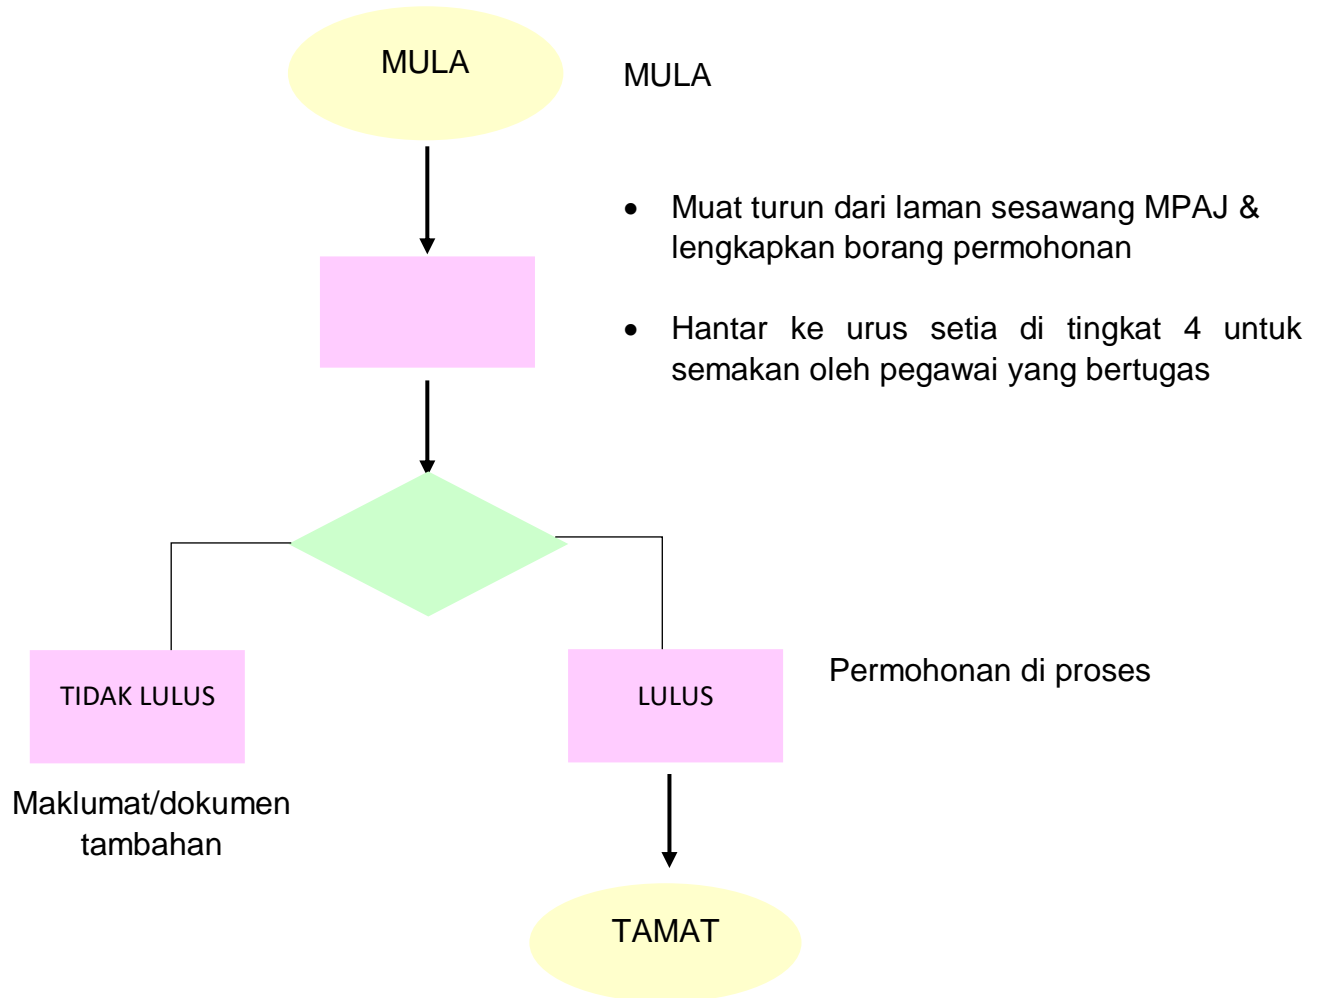 MULA
MULA
• Muat turun dari laman sesawang MPAJ &
lengkapkan borang permohonan
• Hantar ke urus setia di tingkat 4 untuk
semakan oleh pegawai yang bertugas
TIDAK LULUS
LULUS
Permohonan di proses
Maklumat/dokumen
tambahan
TAMAT